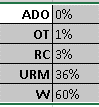 ADO 0%
OT 1%
RC 3%
URM 36%
W 60%